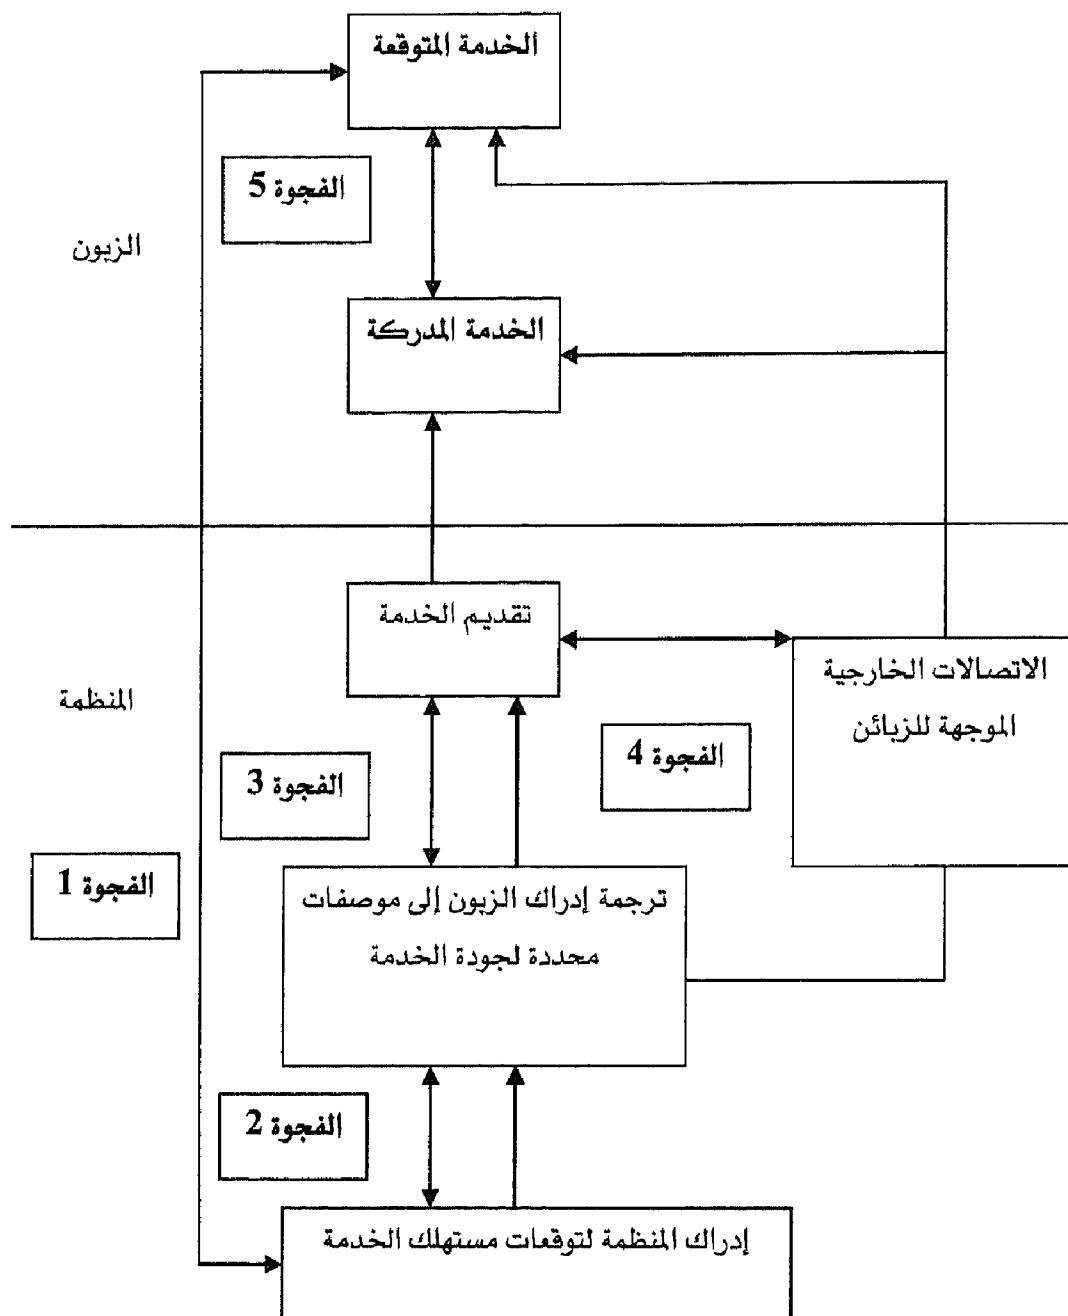 الخدمة المتوقعة
الفجوة 5
الزبون
الخدمة المدركة
تقديم الخدمة
الاتصالات الخارجية
الموجهة للزبائن
المنظمة
الفجوة 4
الفجوة 3
الفجوة 1
ترجمة إدراك الزبون إلى موصفات
محددة لجودة الخدمة
الفجوة 2
إدراك المنظمة لتوقعات مستهلك الخدمة